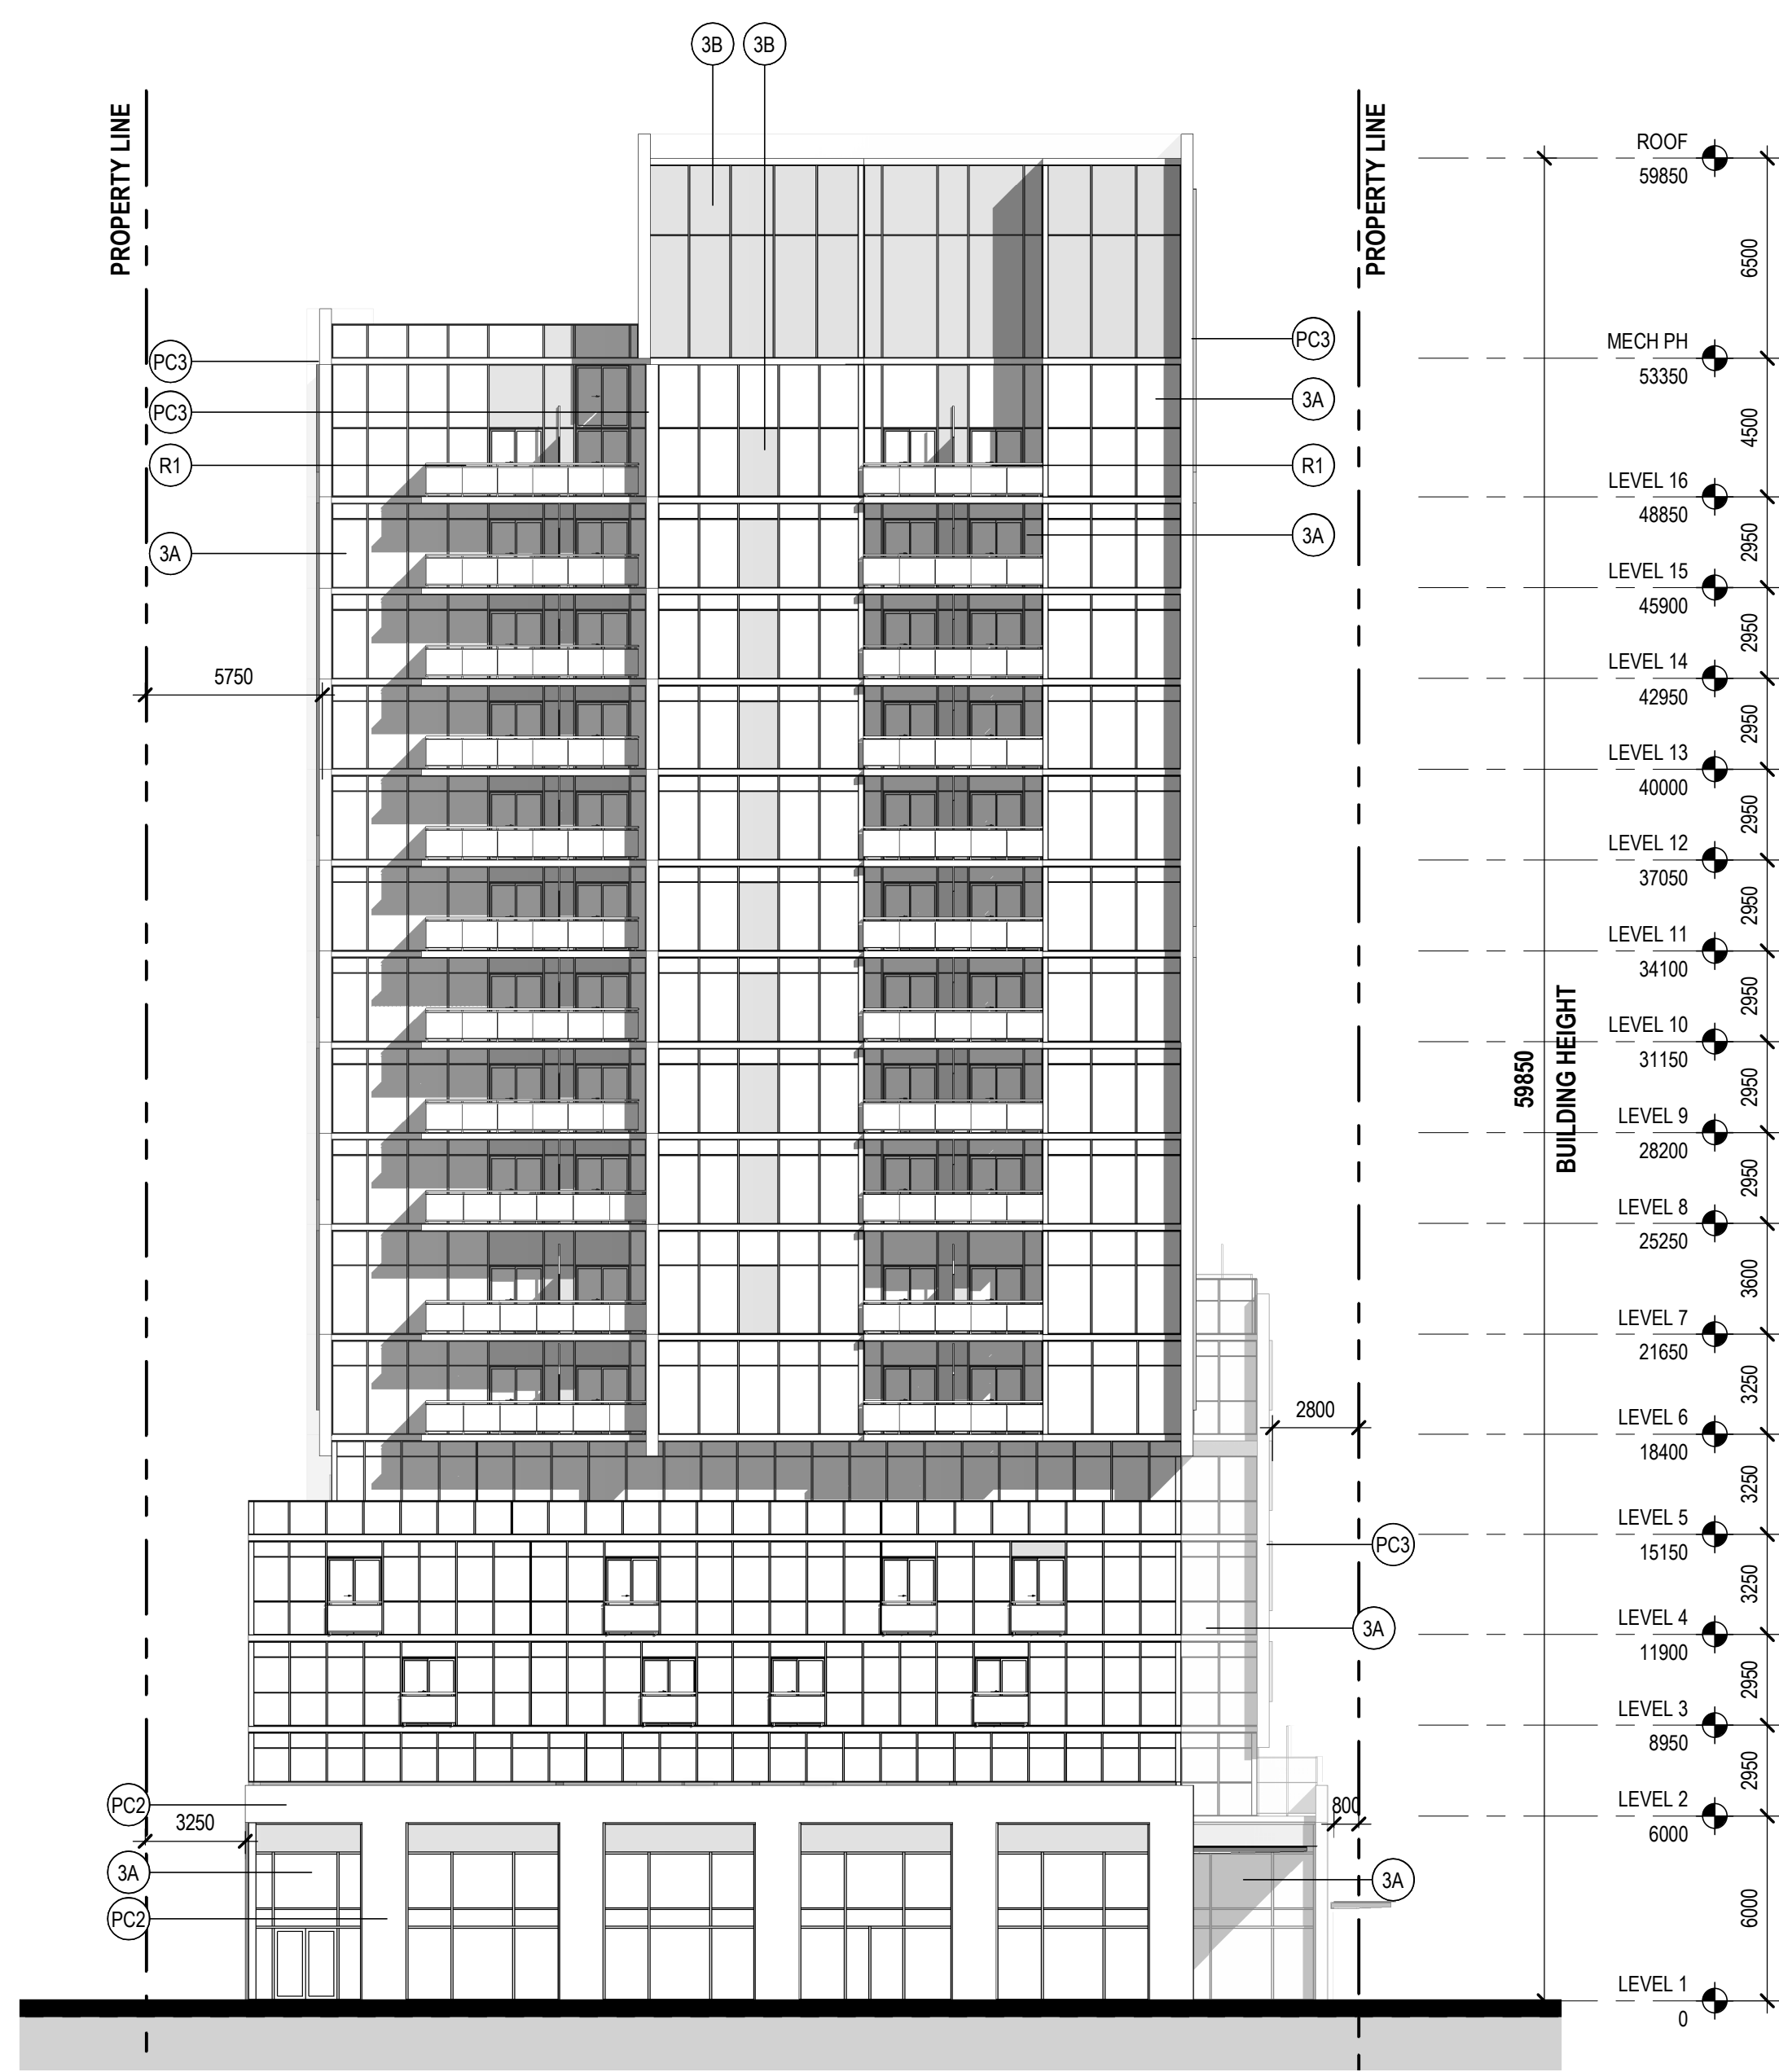 3B 3B
PROPERTY LINE
PROPERTY LINE
ROOF
59850
6500
PC3
PC3
MECH PH
53350
PC3
3A
4500
R1
R1
LEVEL 16
48850
3A
3A
2950
LEVEL 15
45900
2950
5750
LEVEL 14
42950
2950
LEVEL 13
40000
2950
LEVEL 12
37050
2950
LEVEL 11
34100
2950
LEVEL 10
31150
59850
BUILDING HEIGHT
2950
LEVEL 9
28200
2950
LEVEL 8
25250
3600
LEVEL 7
21650
3250
2800
LEVEL 6
18400
3250
LEVEL 5
15150
PC3
3250
LEVEL 4
11900
3A
2950
LEVEL 3
8950
2950
PC2
LEVEL 2
6000
3250
800
3A
3A
PC2
6000
LEVEL 1
0